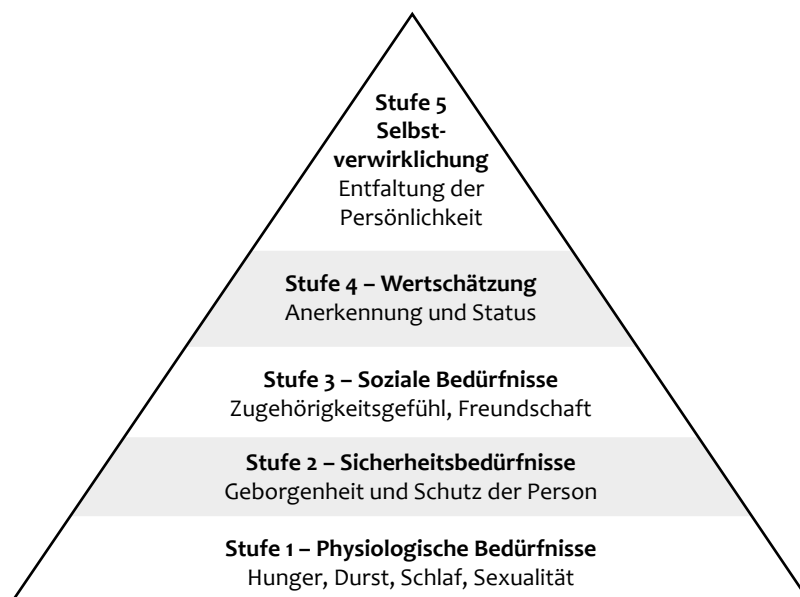 Stufe 5
Selbst-
verwirklichung
Entfaltung der
Persönlichkeit
Stufe 4 – Wertschätzung
Anerkennung und Status
Stufe 3 – Soziale Bedürfnisse
Zugehörigkeitsgefühl, Freundschaft
Stufe 2 – Sicherheitsbedürfnisse
Geborgenheit und Schutz der Person
Stufe 1 – Physiologische Bedürfnisse
Hunger, Durst, Schlaf, Sexualität